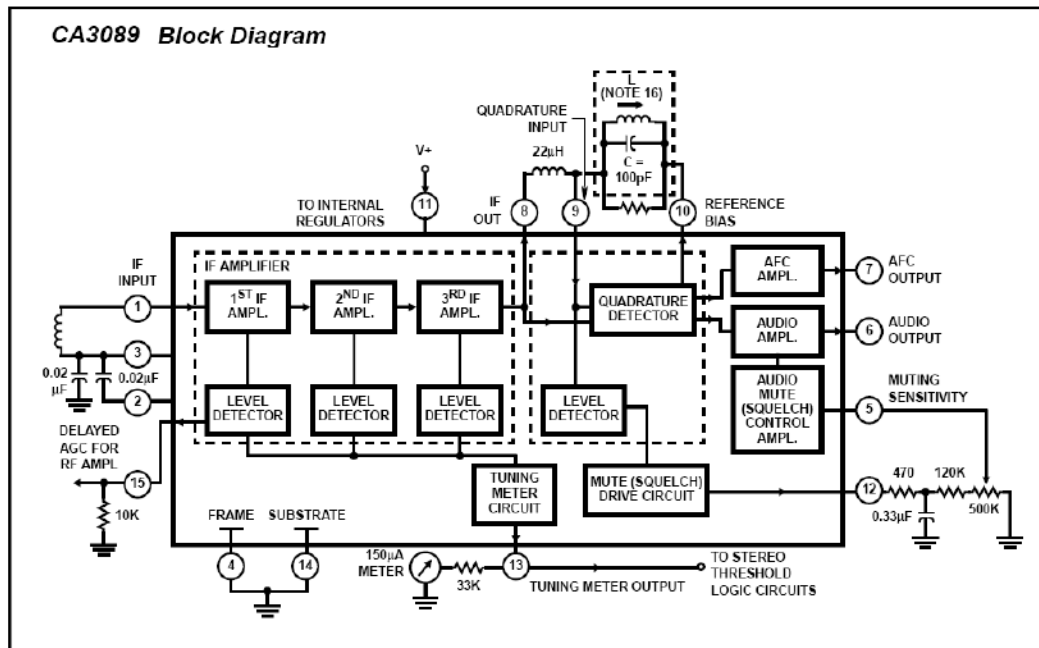 CA3089 Block Diagram
L
(NOTE 16)
QUADRATURE
INPUT
22µH
C =
100pF
V+
TO INTERNAL
REGULATORS
11
IF
OUT
8
9
10
REFERENCE
BIAS
IF
INPUT
IF AMPLIFIER
1
1ST IF
AMPL.
2ND IF
AMPL.
3RD IF
AMPL.
QUADRATURE
DETECTOR
AFC
AMPL.
7
AFC
OUTPUT
AUDIO
AMPL.
6
AUDIO
OUTPUT
3
0.02
µF
0.02µF
2
LEVEL
DETECTOR
LEVEL
DETECTOR
LEVEL
DETECTOR
LEVEL
DETECTOR
AUDIO
MUTE
(SQUELCH)
CONTROL
AMPL.
5
MUTING
SENSITIVITY
DELAYED
AGC FOR
RF AMPL
15
10K
TUNING
METER
CIRCUIT
MUTE (SQUELCH)
DRIVE CIRCUIT
12
470
120K
0.33µF
500K
FRAME
SUBSTRATE
4
14
150µA
METER
33K
13
TUNING METER OUTPUT
TO STEREO
THRESHOLD
LOGIC CIRCUITS